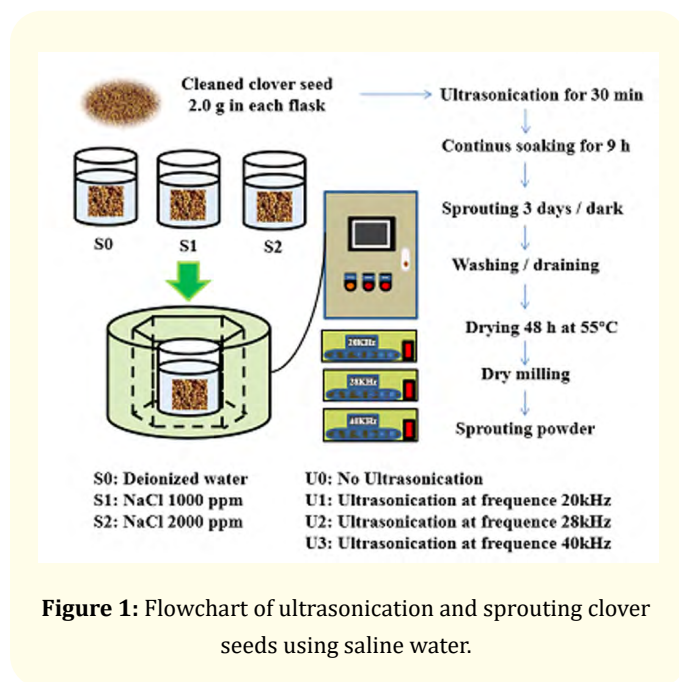 Cleaned clover seed
2.0 g in each flask
Ultrasonication for 30 min
Continus soaking for 9 h
Sprouting 3 days / dark
Washing / draining
Drying 48 h at 55°C
Dry milling
Sprouting powder
S0
S1
S2
20KHz
28KHz
40KHz
S0: Deionized water
S1: NaCl 1000 ppm
S2: NaCl 2000 ppm
U0: No Ultrasonication
U1: Ultrasonication at frequence 20kHz
U2: Ultrasonication at frequence 28kHz
U3: Ultrasonication at frequence 40kHz
Figure 1: Flowchart of ultrasonication and sprouting clover
seeds using saline water.